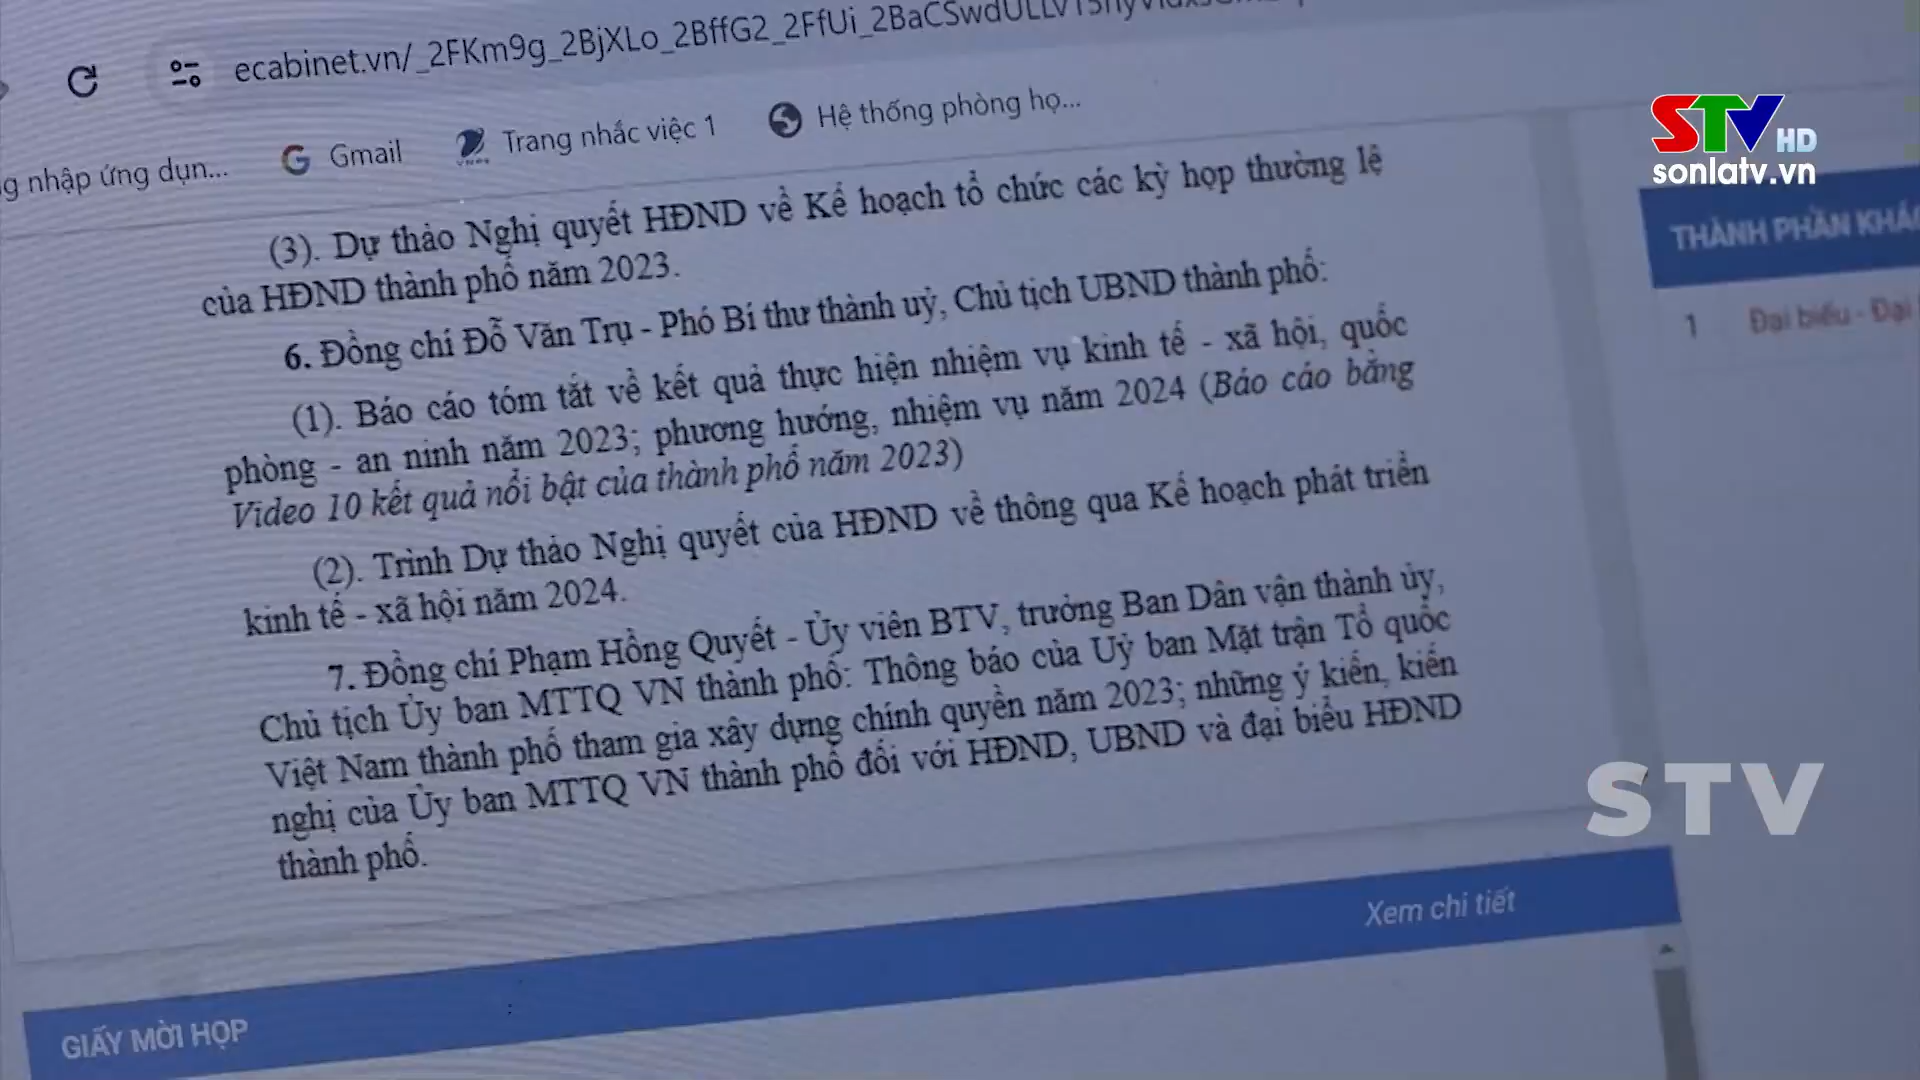 ecabinet.vn/_2FKm9g_2BjXLo_2BffG2_2FfUi_2BaCSwdULLv
g nhập ứng dụn... Gmail Trang nhắc việc 1 Hệ thống phòng họ...
STV HD
sonlatv.vn
(3). Dự thảo Nghị quyết HĐND về Kế hoạch tổ chức các kỳ họp thường lệ
của HĐND thành phố năm 2023.
6. Đồng chí Đỗ Văn Trụ - Phó Bí thư thành uỷ, Chủ tịch UBND thành phố:
(1). Báo cáo tóm tắt về kết quả thực hiện nhiệm vụ kinh tế - xã hội, quốc
phòng - an ninh năm 2023; phương hướng, nhiệm vụ năm 2024 (Báo cáo bằng
Video 10 kết quả nổi bật của thành phố năm 2023)
(2). Trình Dự thảo Nghị quyết của HĐND về thông qua Kế hoạch phát triển
kinh tế - xã hội năm 2024.
7. Đồng chí Phạm Hồng Quyết - Ủy viên BTV, trưởng Ban Dân vận thành ủy,
Chủ tịch Ủy ban MTTQ VN thành phố: Thông báo của Uỷ ban Mặt trận Tổ quốc
Việt Nam thành phố tham gia xây dựng chính quyền năm 2023; những ý kiến, kiến
nghị của Ủy ban MTTQ VN thành phố đối với HĐND, UBND và đại biểu HĐND
thành phố.
THÀNH PHẦN KHÁ
1 Đại biểu - Đại
STV
Xem chi tiết
GIẤY MỜI HỌP